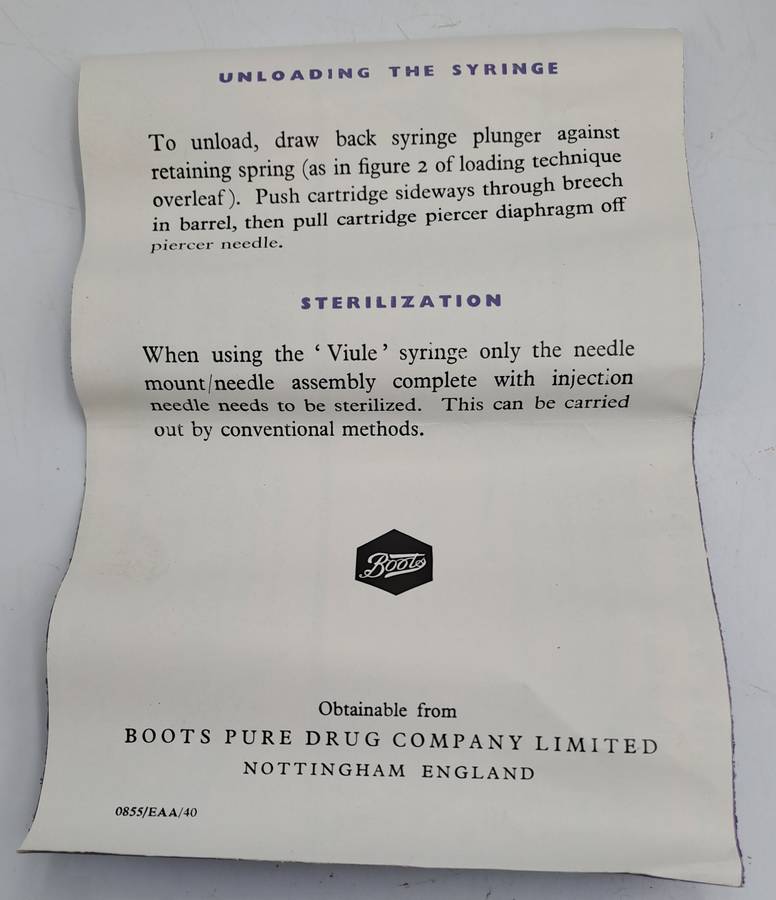 UNLOADING THE SYRINGE
To unload, draw back syringe plunger against
retaining spring (as in figure 2 of loading technique
overleaf). Push cartridge sideways through breech
in barrel, then pull cartridge piercer diaphragm off
piercer needle.
STERILIZATION
When using the ‘ Viule ’ syringe only the needle
mount/needle assembly complete with injection
needle needs to be sterilized. This can be carried
out by conventional methods.
Boots
Obtainable from
BOOTS PURE DRUG COMPANY LIMITED
NOTTINGHAM ENGLAND
0855/EAA/40